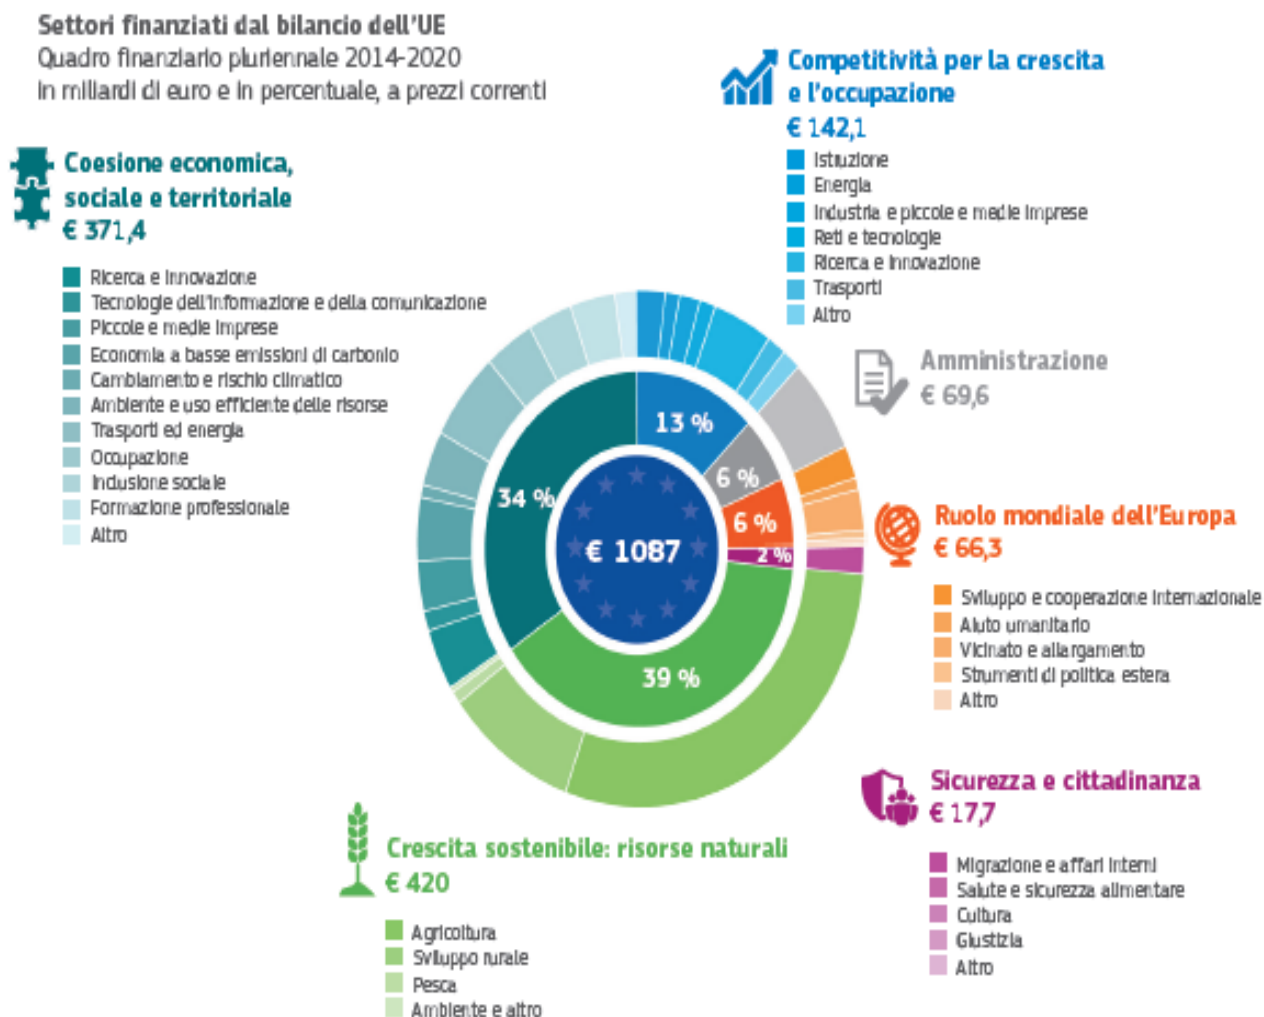 Settori finanziati dal bilancio dell'UE
Quadro finanziario pluriennale 2014-2020
in miliardi di euro e in percentuale, a prezzi correnti
Competitività per la crescita
e l'occupazione
€ 142,1
Istruzione
Energia
Industria e piccole e medie imprese
Reti e tecnologie
Ricerca e innovazione
Trasporti
Altro
Coesione economica,
sociale e territoriale
€ 371,4
Ricerca e innovazione
Tecnologie dell'informazione e della comunicazione
Piccole e medie imprese
Economia a basse emissioni di carbonio
Cambiamento e rischio climatico
Ambiente e uso efficiente delle risorse
Trasporti ed energia
Occupazione
Inclusione sociale
Formazione professionale
Altro
Amministrazione
€ 69,6
13 %
6 %
34 %
6 %
2 %
€ 1087
39 %
Ruolo mondiale dell'Europa
€ 66,3
Sviluppo e cooperazione internazionale
Aiuto umanitario
Vicinato e allargamento
Strumenti di politica estera
Altro
Sicurezza e cittadinanza
€ 17,7
Migrazione e affari interni
Salute e sicurezza alimentare
Cultura
Giustizia
Altro
Crescita sostenibile: risorse naturali
€ 420
Agricoltura
Sviluppo rurale
Pesca
Ambiente e altro